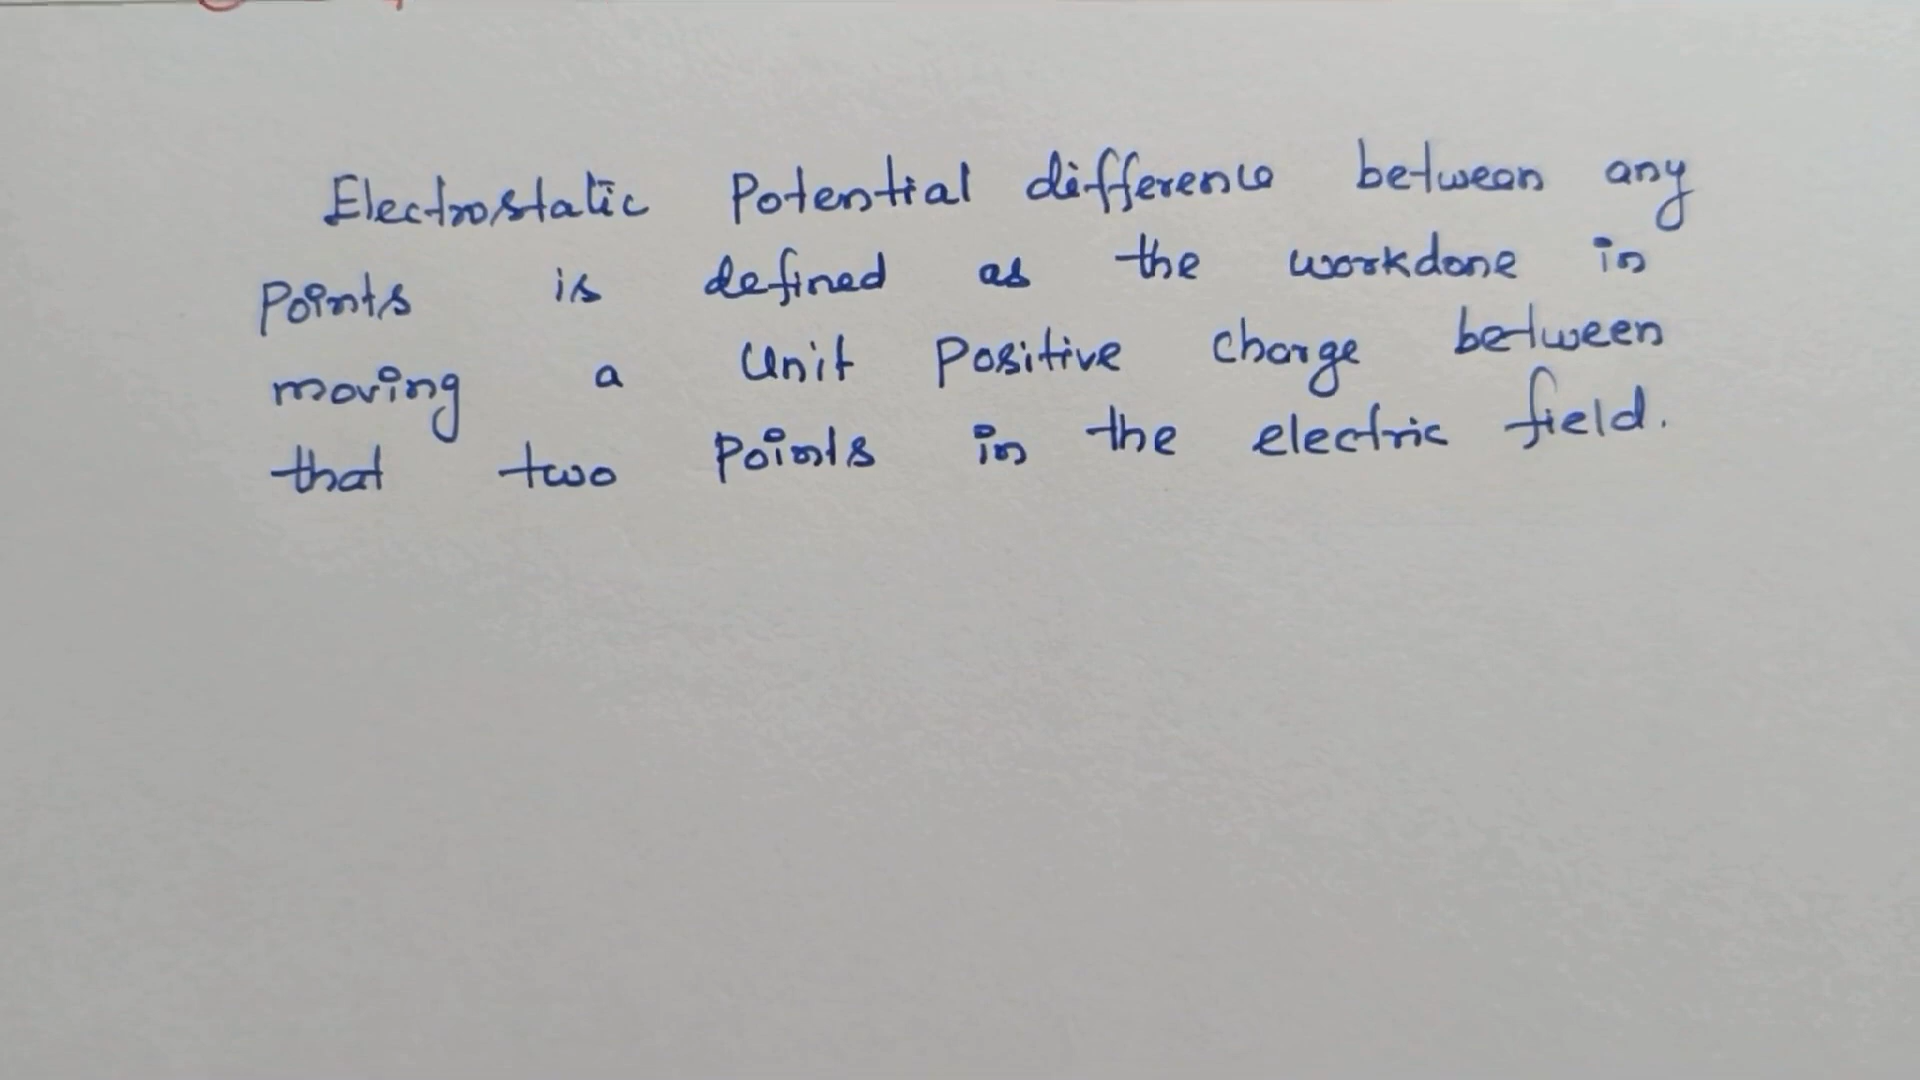 Electrostatic Potential difference between any
Points is defined as the workdone in
moving a unit Positive charge between
that two Points in the electric field.